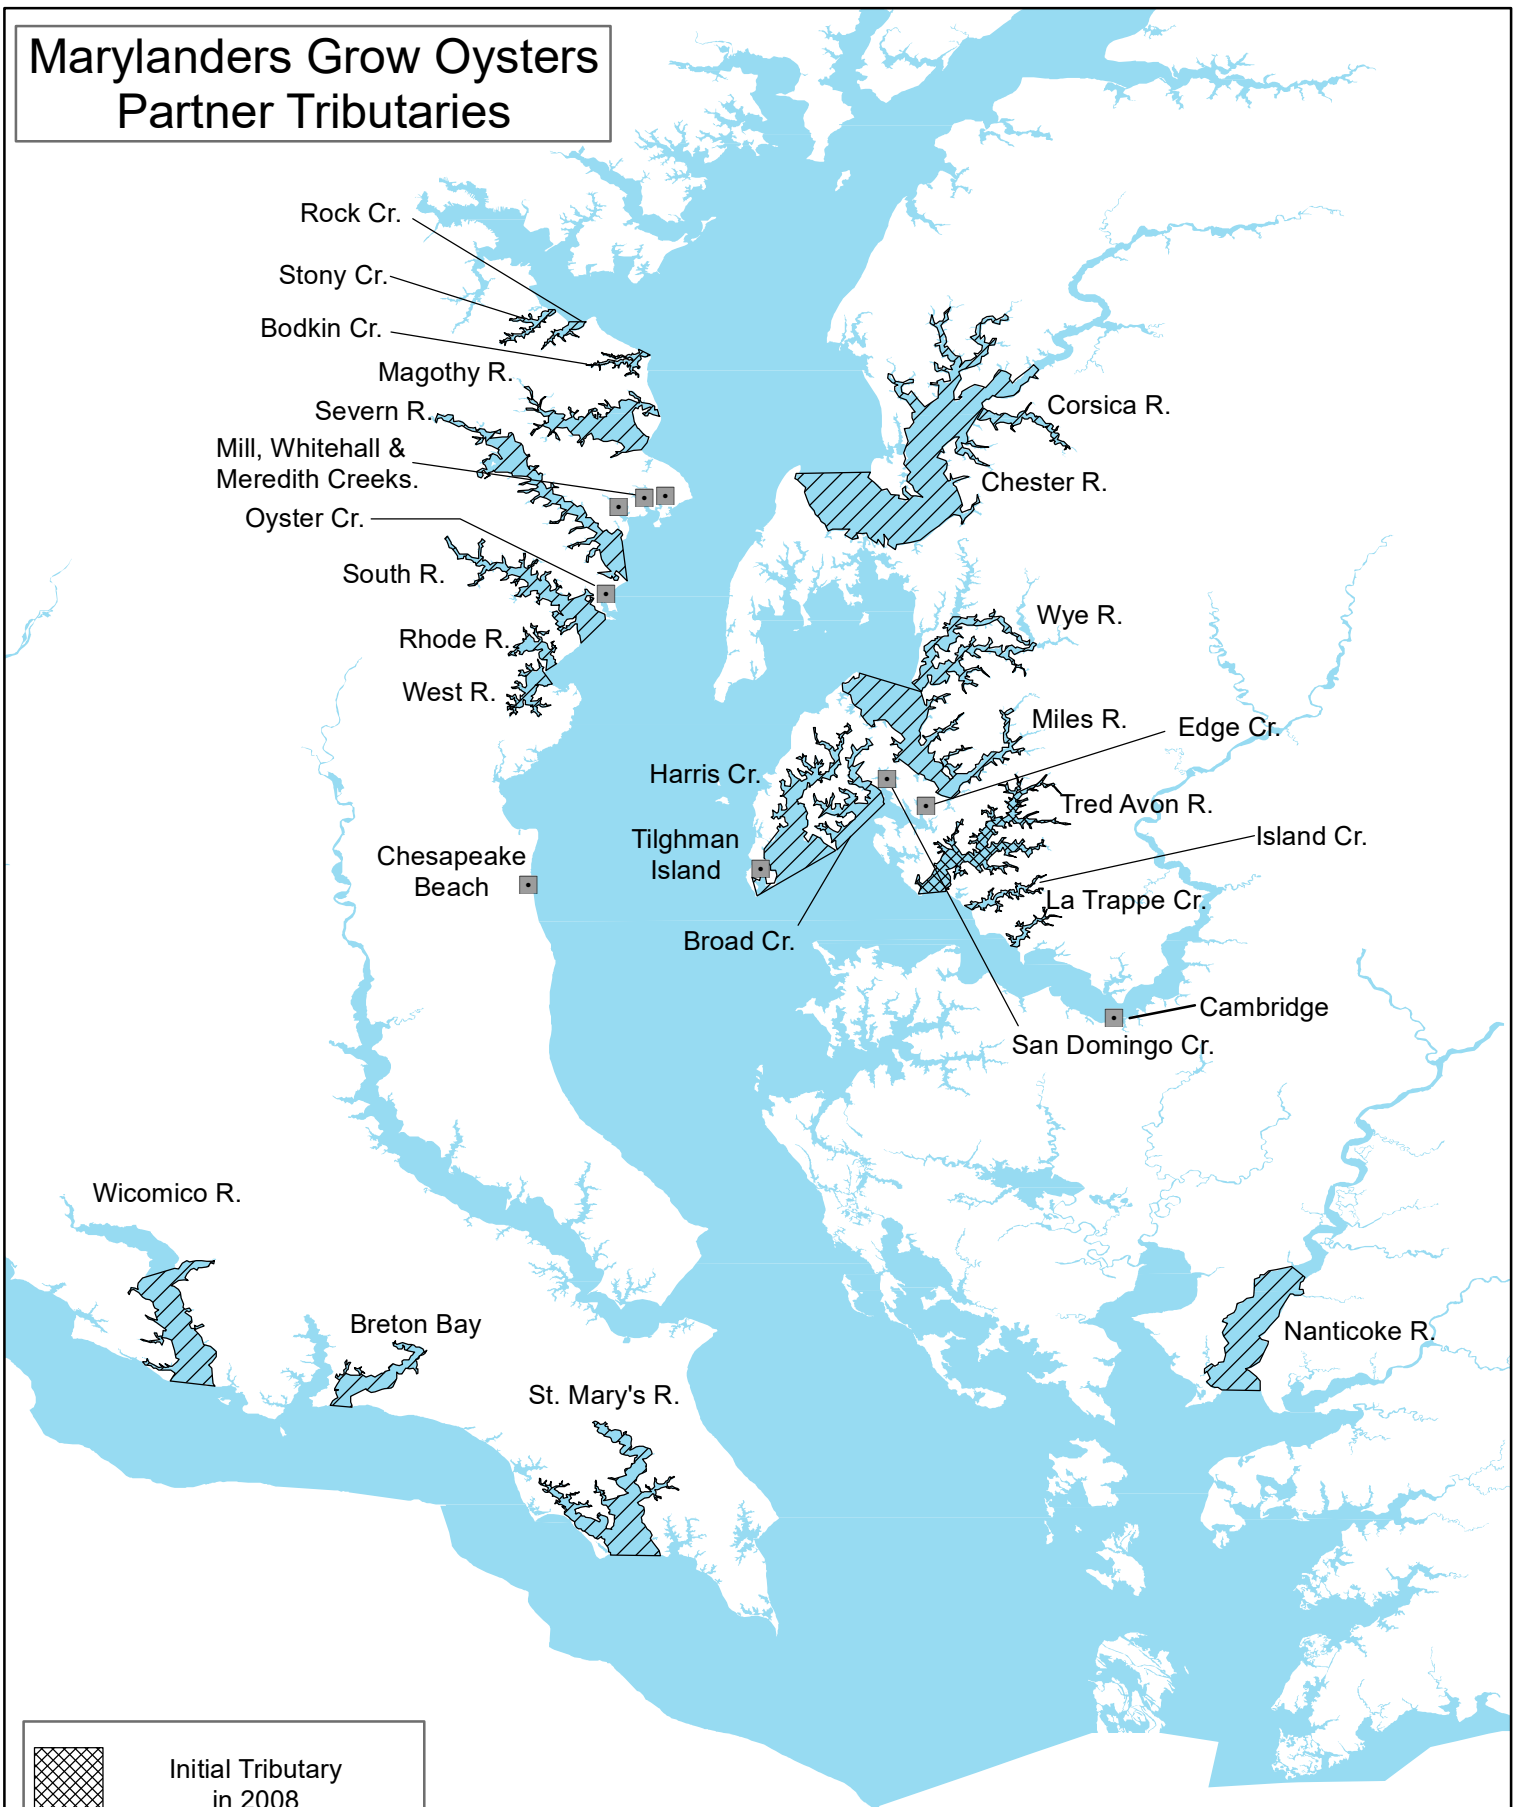 Marylanders Grow Oysters
Partner Tributaries
Rock Cr.
Stony Cr.
Bodkin Cr.
Magothy R.
Severn R.
Mill, Whitehall &
Meredith Creeks.
Oyster Cr.
South R.
Rhode R.
West R.
Corsica R.
Chester R.
Wye R.
Miles R.
Edge Cr.
Harris Cr.
Tred Avon R.
Tilghman
Island
Island Cr.
Chesapeake
Beach
La Trappe Cr.
Broad Cr.
Cambridge
San Domingo Cr.
Wicomico R.
Breton Bay
Nanticoke R.
St. Mary's R.
Initial Tributary
in 2008